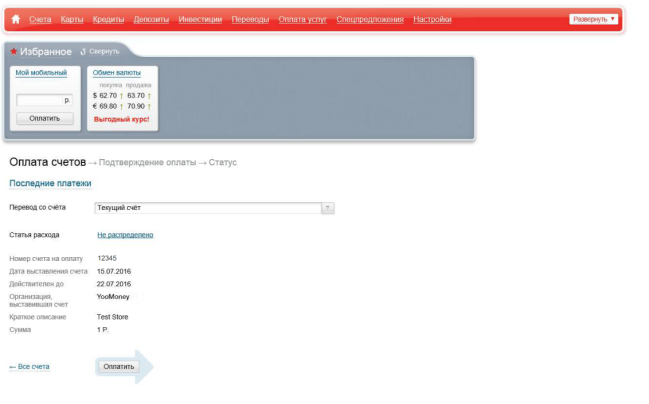 Счета Карты Кредиты Депозиты Инвестиции Переводы Оплата услуг Спецпредложения Настройки Развернуть
Избранное Свернуть
Мой мобильный
р.
Оплатить
Обмен валюты
покупка продажа
$ 62.70 ↑ 63.70 ↑
€ 69.80 ↑ 70.90 ↑
Выгодный курс!
Оплата счетов → Подтверждение оплаты → Статус
Последние платежи
Перевод со счёта Текущий счёт
Статья расхода Не распределено
Номер счета на оплату 12345
Дата выставления счета 15.07.2016
Действителен до 22.07.2016
Организация, YooMoney
выставившая счет
Краткое описание Test Store
Сумма 1 Р.
← Все счета Оплатить